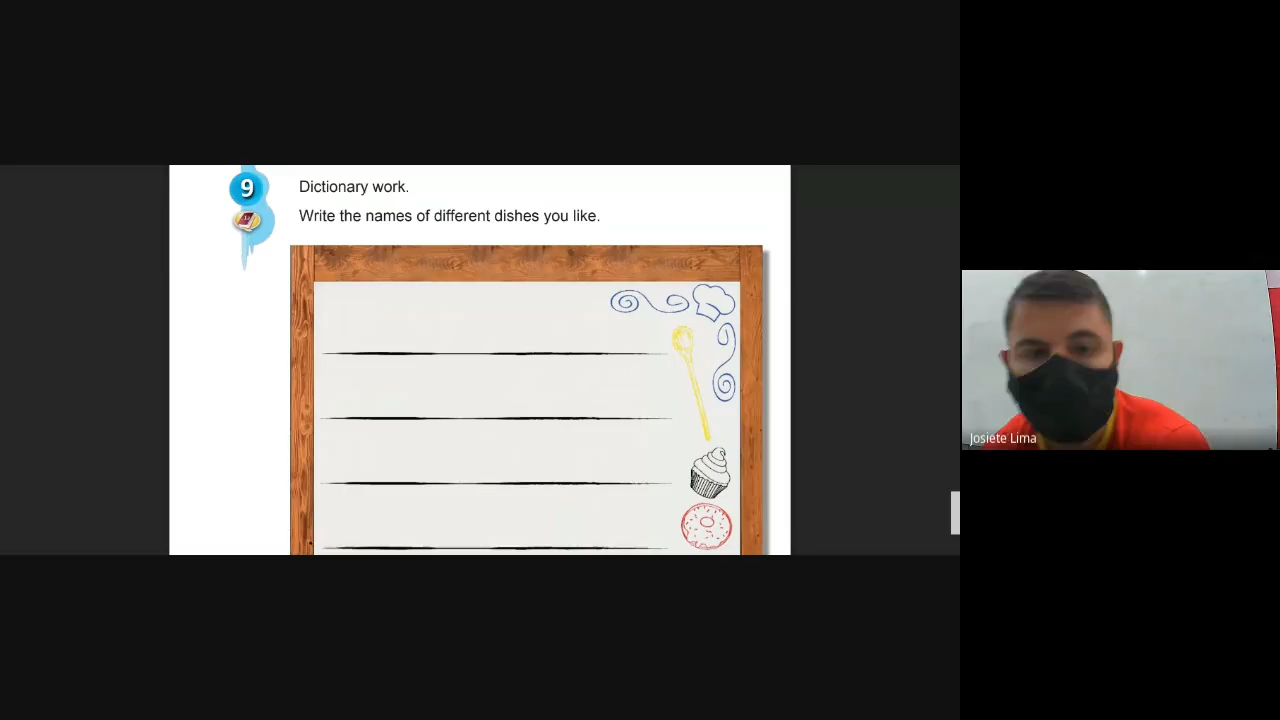 9
Dictionary work.
Write the names of different dishes you like.
Josiete Lima